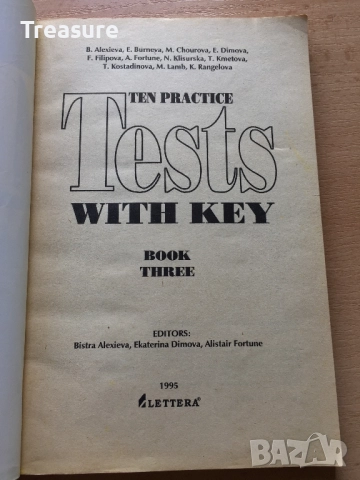 Treasure
B. Alexieva, E. Burneva, M. Chourova, E. Dimova,
F. Filipova, A. Fortune, N. Klisurska, T. Kmetova,
T. Kostadinova, M. Lamb, K. Rangelova
TEN PRACTICE
Tests
WITH KEY
BOOK
THREE
EDITORS:
Bistra Alexieva, Ekaterina Dimova, Alistair Fortune
1995
LETTERA®
BAZAR
bg